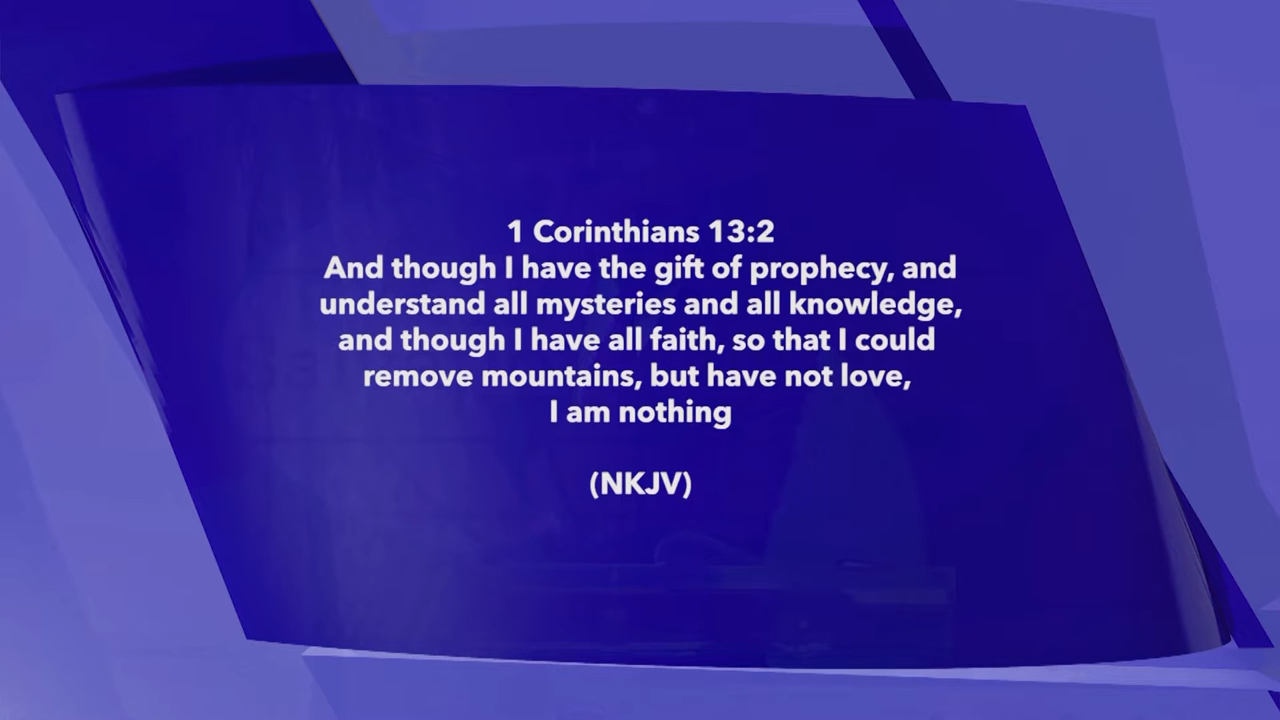 1 Corinthians 13:2
And though I have the gift of prophecy, and
understand all mysteries and all knowledge,
and though I have all faith, so that I could
remove mountains, but have not love,
I am nothing
(NKJV)